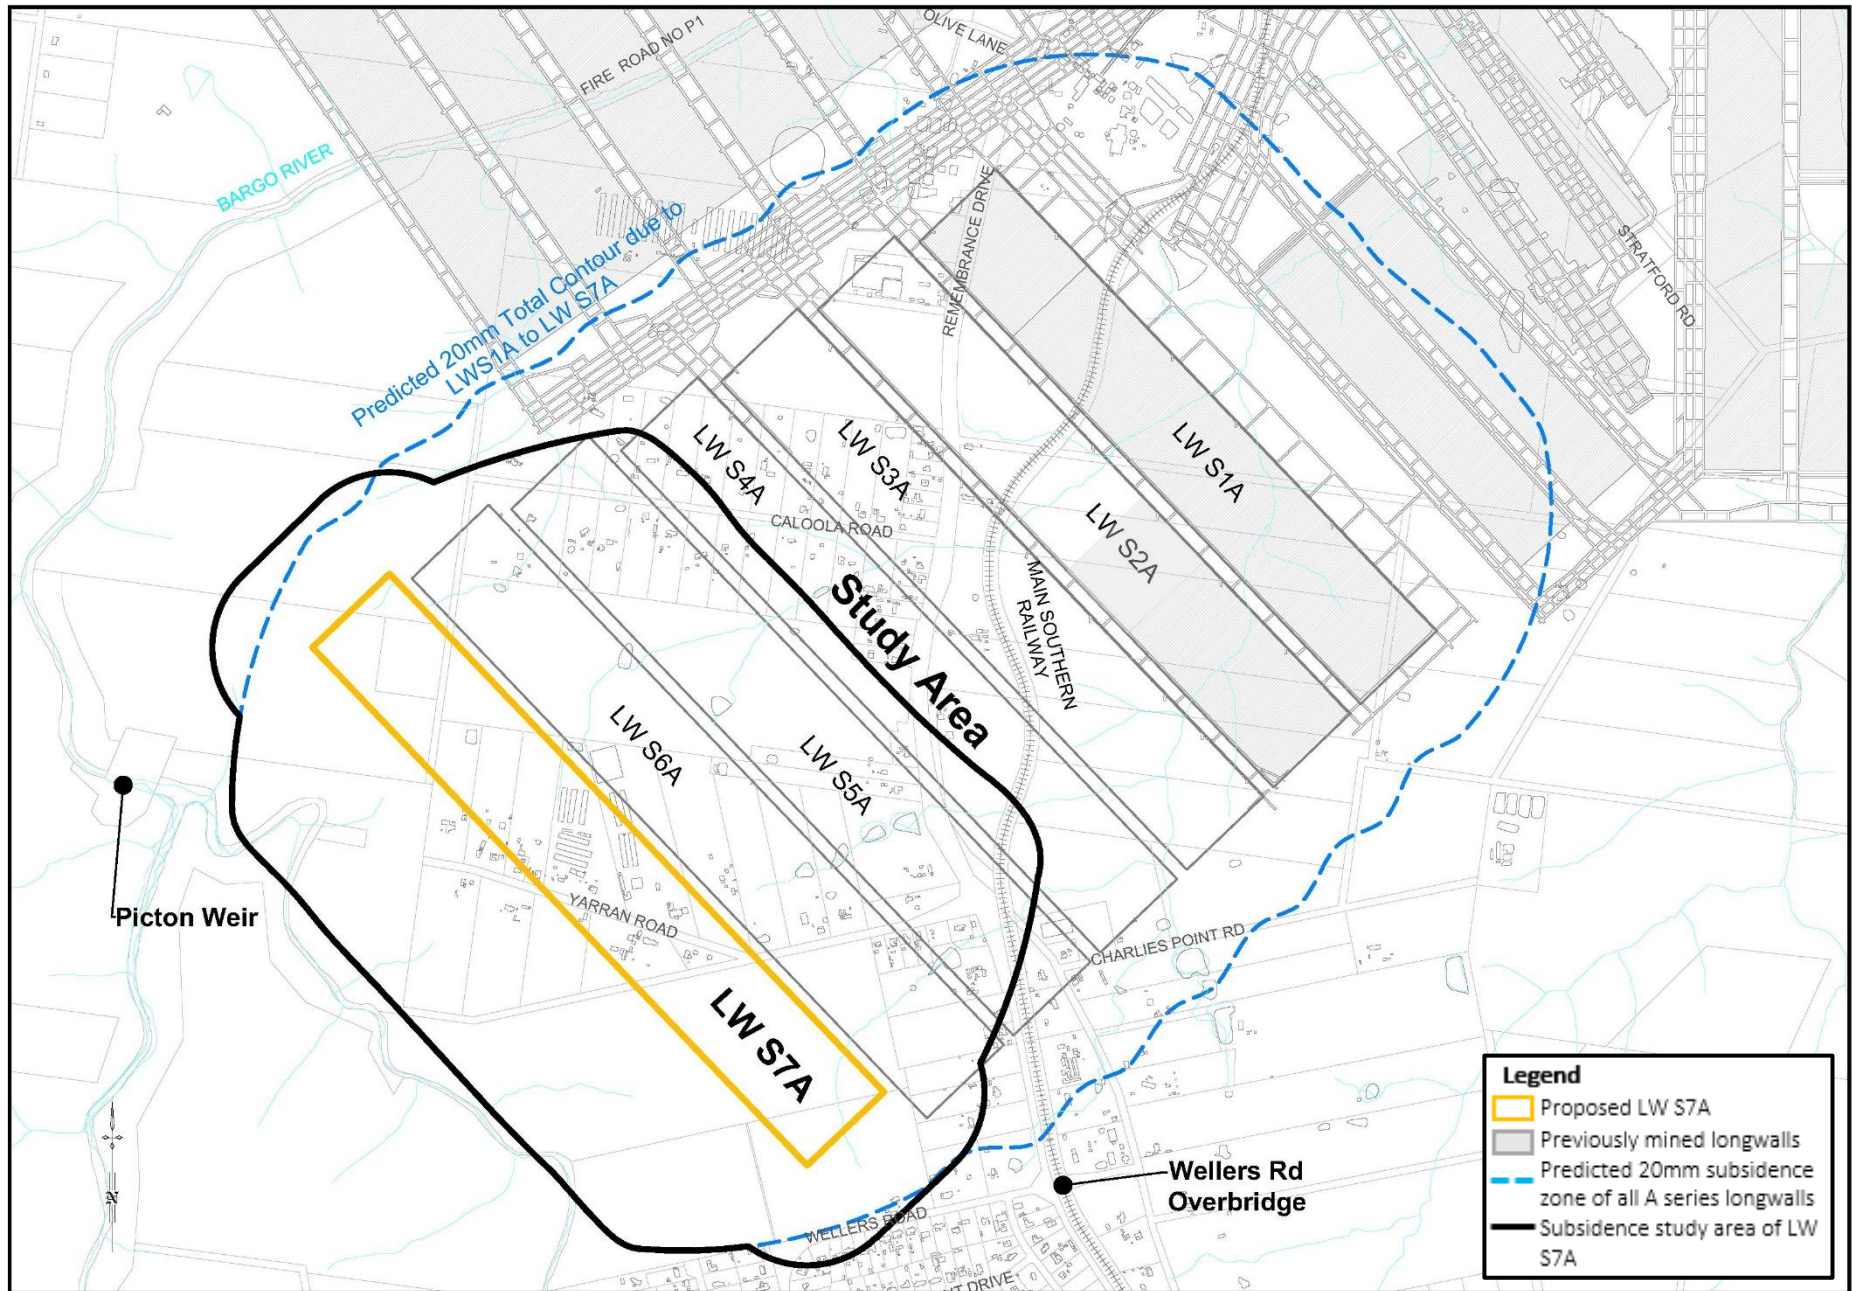 OLIVE LANE
FIRE ROAD NO P1
BARGO RIVER
REMEMBRANCE DRIVE
STRATFORD RD
Predicted 20mm Total Contour due to
LWS1A to LW S7A
LW S4A
LW S3A
LW S1A
CALOOLA ROAD
LW S2A
Study Area
MAIN SOUTHERN
RAILWAY
LW S6A
LW S5A
Picton Weir
YARRAN ROAD
CHARLIES POINT RD
LW S7A
Wellers Rd
Overbridge
WELLERS ROAD
DRIVE
N
Legend
Proposed LW S7A
Previously mined longwalls
Predicted 20mm subsidence
zone of all A series longwalls
Subsidence study area of LW
S7A